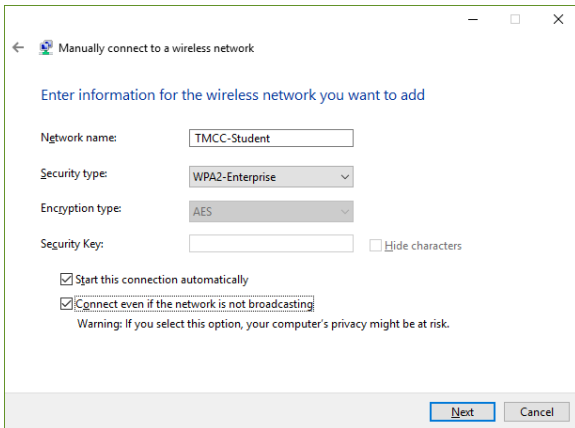 Manually connect to a wireless network
Enter information for the wireless network you want to add
Network name: TMCC-Student
Security type: WPA2-Enterprise
Encryption type: AES
Security Key: Hide characters
Start this connection automatically
Connect even if the network is not broadcasting
Warning: If you select this option, your computer's privacy might be at risk.
Next Cancel